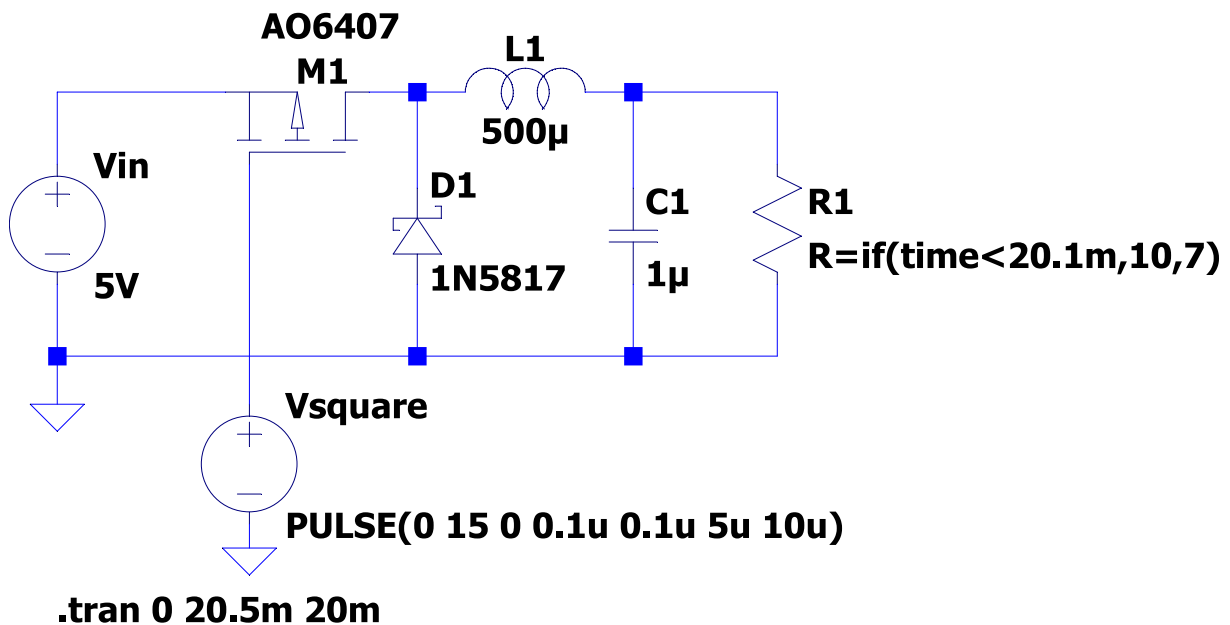 AO6407
M1
L1
500µ
Vin
5V
D1
1N5817
C1
1µ
R1
R=if(time<20.1m,10,7)
Vsquare
PULSE(0 15 0 0.1u 0.1u 5u 10u)
.tran 0 20.5m 20m